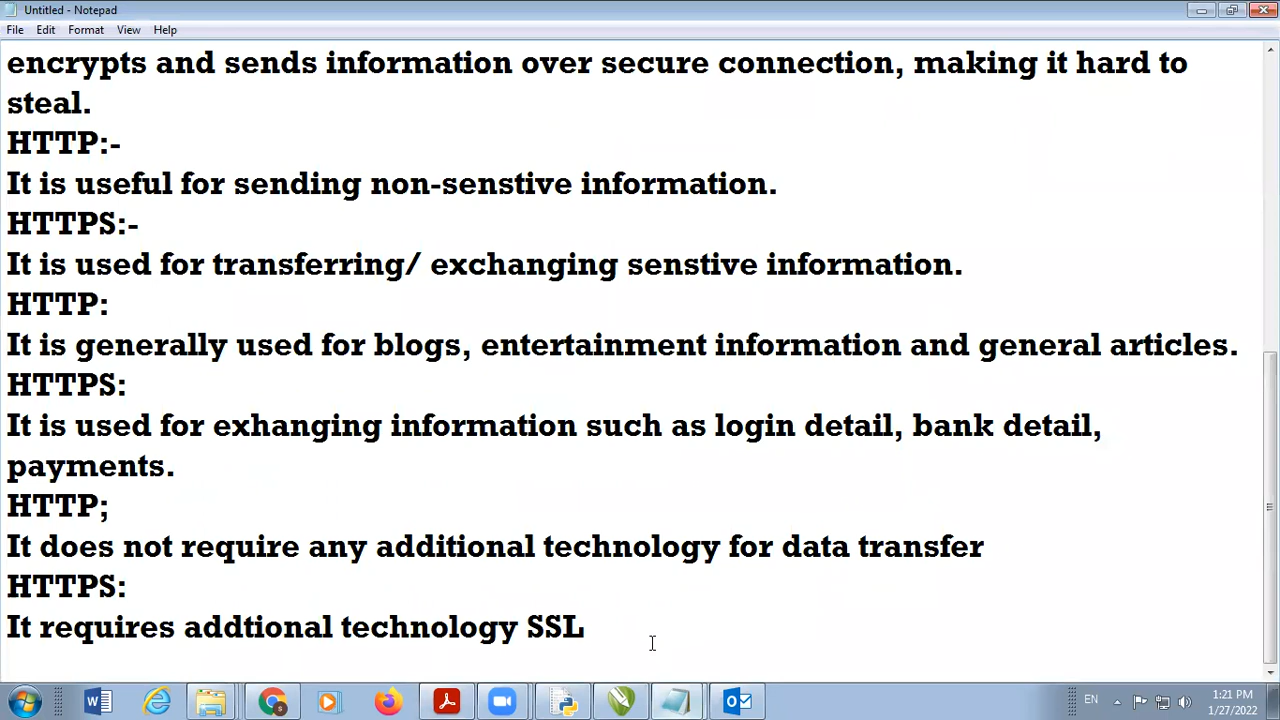 Untitled - Notepad
File Edit Format View Help
encrypts and sends information over secure connection, making it hard to
steal.
HTTP:-
It is useful for sending non-senstive information.
HTTPS:-
It is used for transferring/ exchanging senstive information.
HTTP:
It is generally used for blogs, entertainment information and general articles.
HTTPS:
It is used for exhanging information such as login detail, bank detail,
payments.
HTTP;
It does not require any additional technology for data transfer
HTTPS:
It requires addtional technology SSL
EN
1:21 PM
1/27/2022